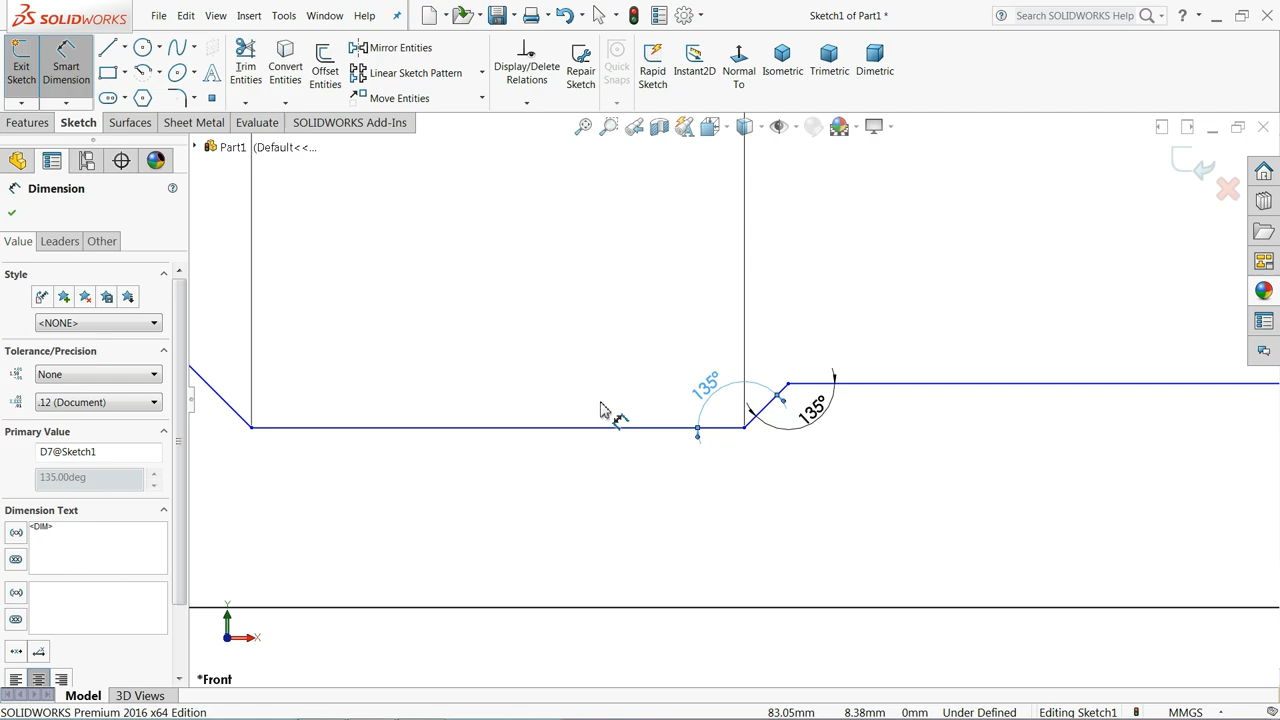 SOLIDWORKS File Edit View Insert Tools Window Help Sketch1 of Part1 * Search SOLIDWORKS Help ?
Exit Sketch Smart Dimension Trim Entities Convert Entities Offset Entities Mirror Entities Linear Sketch Pattern Move Entities Display/Delete Relations Repair Sketch Quick Snaps Rapid Sketch Instant2D Normal To Isometric Trimetric Dimetric
Features Sketch Surfaces Sheet Metal Evaluate SOLIDWORKS Add-Ins
Part1 (Default<<...
Dimension
Value Leaders Other
Style
<NONE>
Tolerance/Precision
None
.12 (Document)
Primary Value
D7@Sketch1
135.00deg
Dimension Text
<DIM>
135°
135°
Y
X
*Front
Model 3D Views
SOLIDWORKS Premium 2016 x64 Edition 83.05mm 8.38mm 0mm Under Defined Editing Sketch1 MMGS